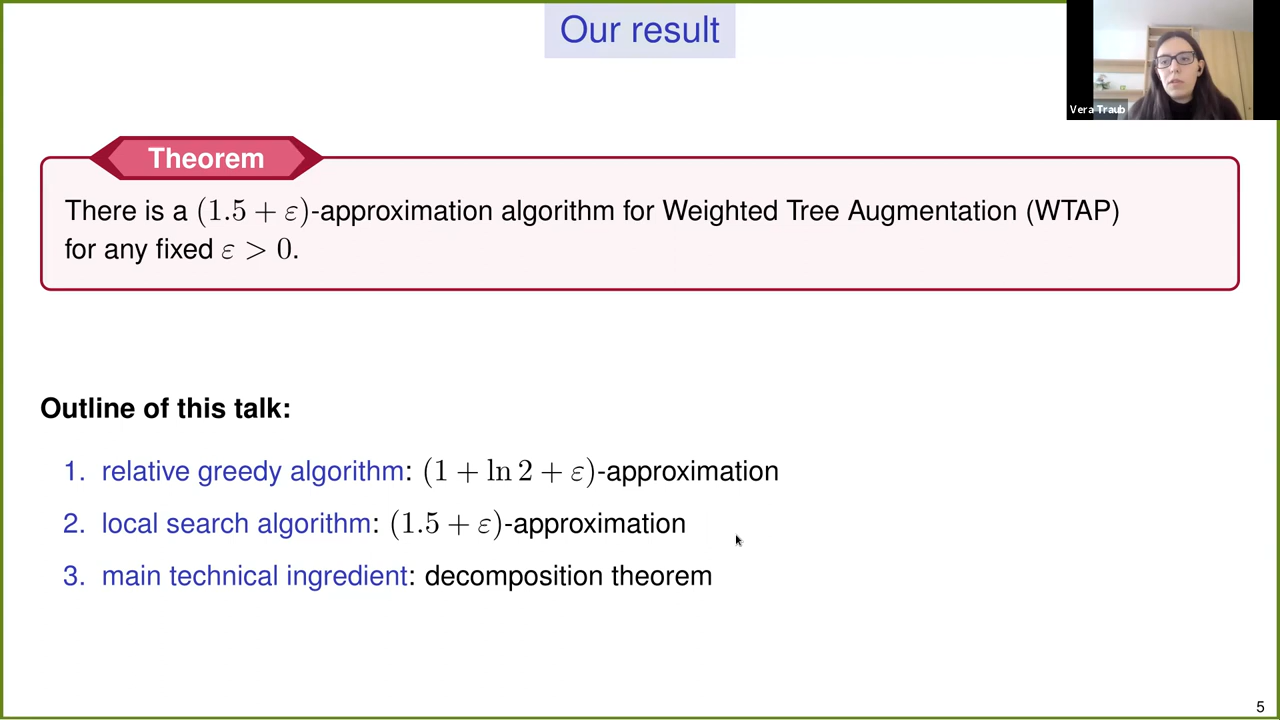 Our result
Vera Traub
Theorem
There is a (1.5 + ε)-approximation algorithm for Weighted Tree Augmentation (WTAP)
for any fixed ε > 0.
Outline of this talk:
1. relative greedy algorithm: (1 + ln 2 + ε)-approximation
2. local search algorithm: (1.5 + ε)-approximation
3. main technical ingredient: decomposition theorem
5